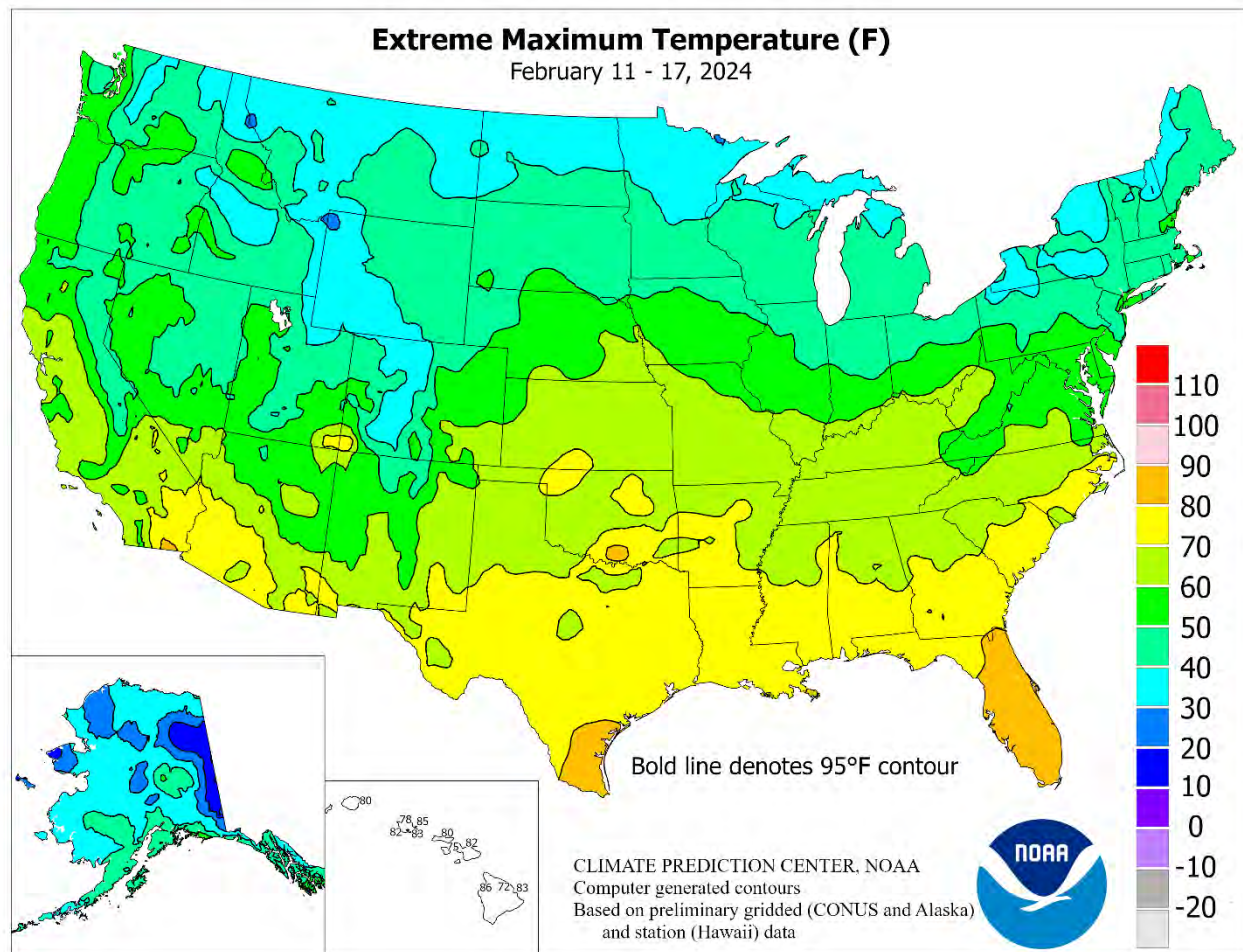 Extreme Maximum Temperature (F)
February 11 - 17, 2024
110
100
90
80
70
60
50
40
30
20
10
0
-10
-20
Bold line denotes 95°F contour
80
78 85
82 83
80
75 82
86 72 83
CLIMATE PREDICTION CENTER, NOAA
Computer generated contours
Based on preliminary gridded (CONUS and Alaska)
and station (Hawaii) data
NOAA